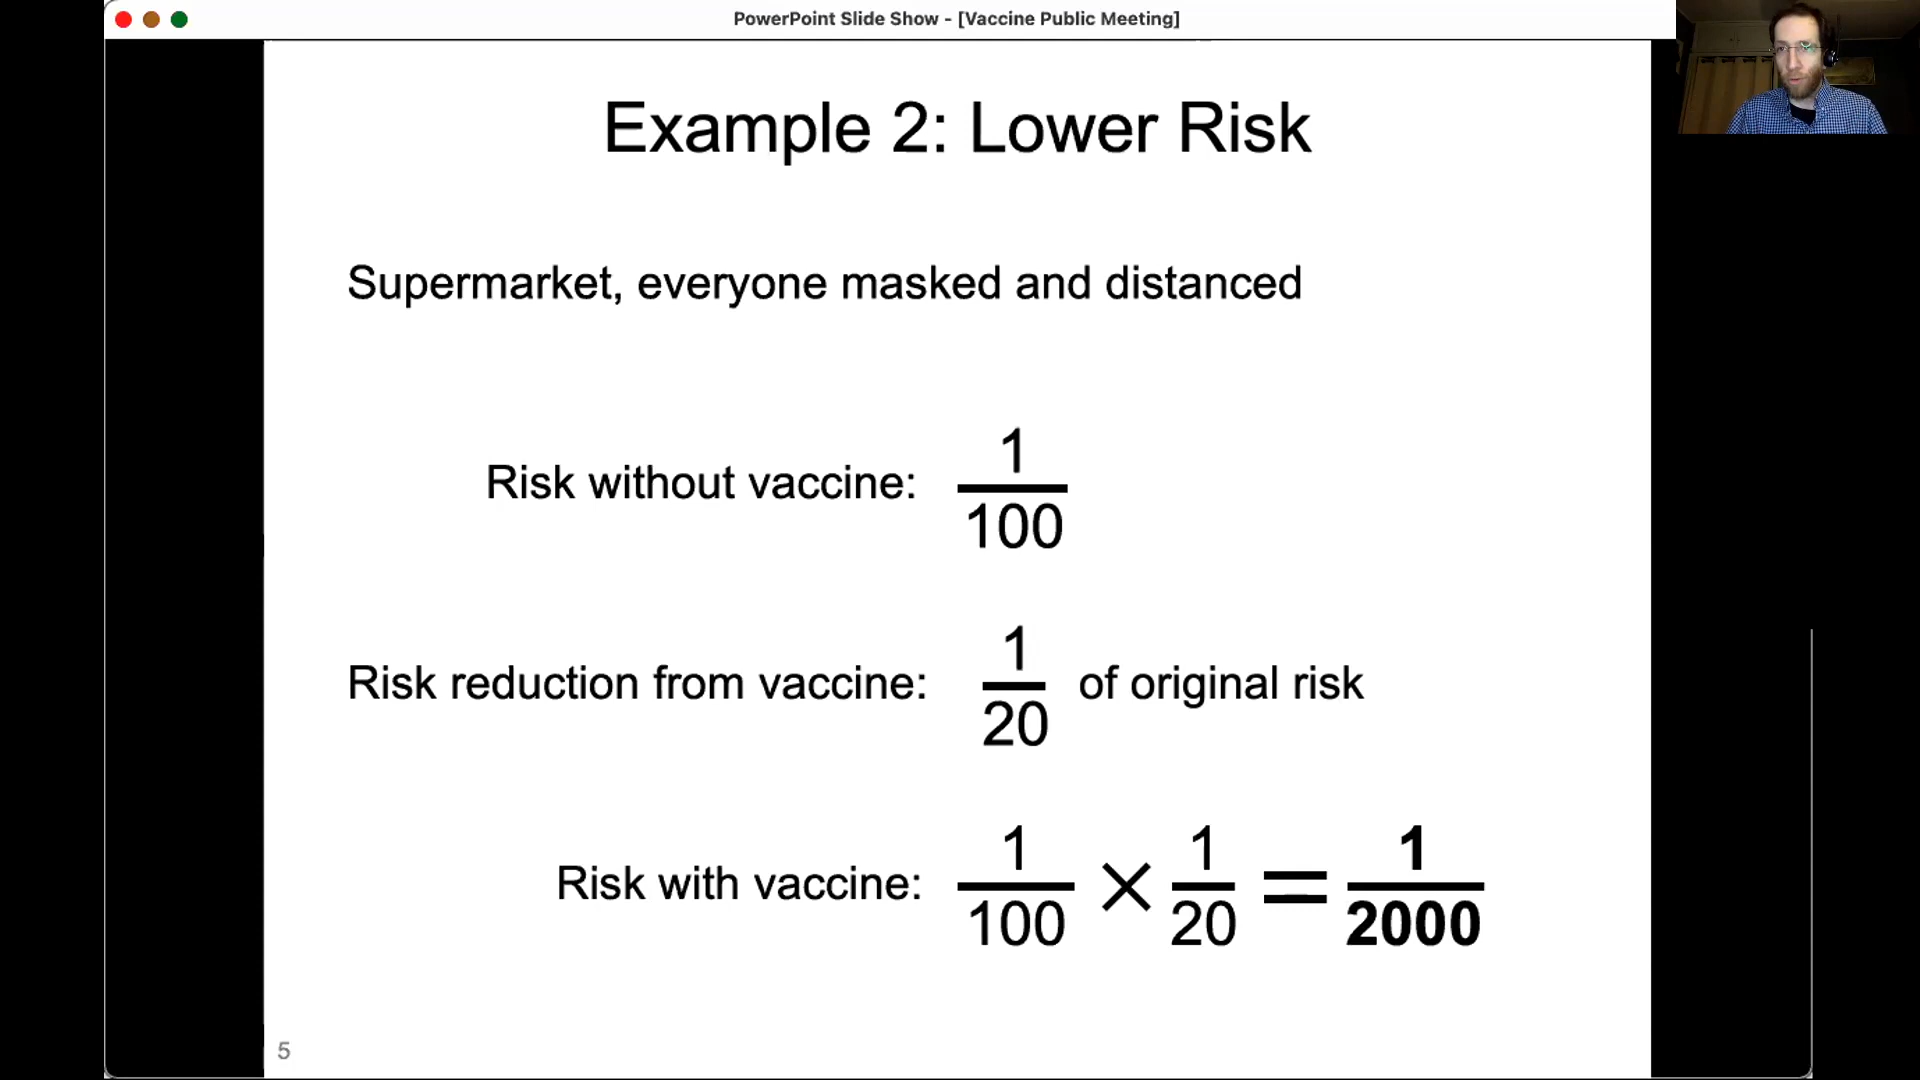 PowerPoint Slide Show - [Vaccine Public Meeting]
Example 2: Lower Risk
Supermarket, everyone masked and distanced
Risk without vaccine: 1/100
Risk reduction from vaccine: 1/20 of original risk
Risk with vaccine: 1/100 × 1/20 = 1/2000
5